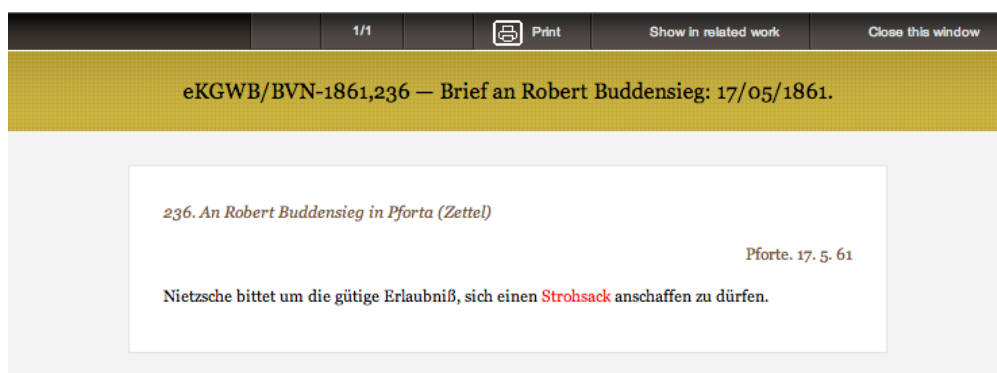 1/1 Print Show in related work Close this window
eKGWB/BVN-1861,236 — Brief an Robert Buddensieg: 17/05/1861.
236. An Robert Buddensieg in Pforta (Zettel)
Pforte. 17. 5. 61
Nietzsche bittet um die gütige Erlaubniß, sich einen Strohsack anschaffen zu dürfen.